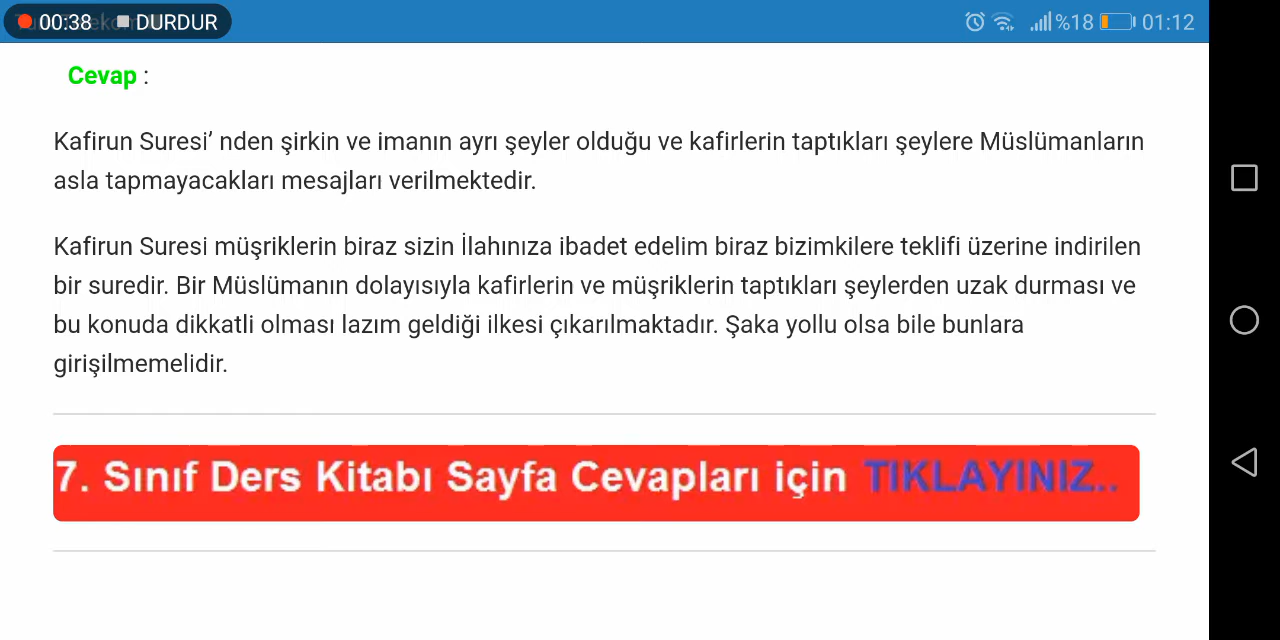 00:38 DURDUR %18 01:12
Cevap :
Kafirun Suresi’ nden şirkin ve imanın ayrı şeyler olduğu ve kafirlerin taptıkları şeylere Müslümanların
asla tapmayacakları mesajları verilmektedir.
Kafirun Suresi müşriklerin biraz sizin İlahınıza ibadet edelim biraz bizimkilere teklifi üzerine indirilen
bir suredir. Bir Müslümanın dolayısıyla kafirlerin ve müşriklerin taptıkları şeylerden uzak durması ve
bu konuda dikkatli olması lazım geldiği ilkesi çıkarılmaktadır. Şaka yollu olsa bile bunlara
girişilmemelidir.
7. Sınıf Ders Kitabı Sayfa Cevapları için TIKLAYINIZ..